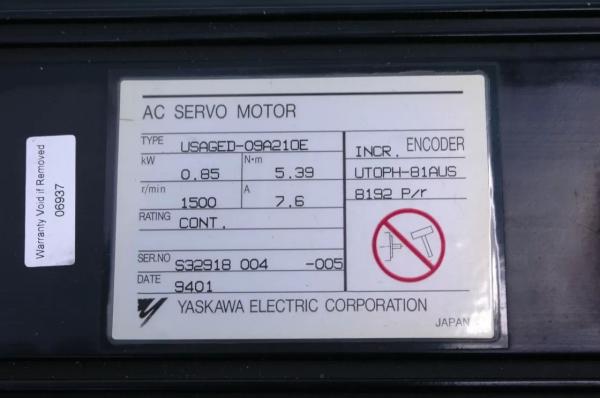 AC SERVO MOTOR
TYPE USAGED-09A210E
kW 0.85 N·m 5.39
r/min 1500 A 7.6
RATING CONT.
INCR. ENCODER
UTOPH-81AUS
8192 P/r
SER.NO S32918 004 -005
DATE 9401
YASKAWA ELECTRIC CORPORATION
JAPAN
Warranty Void if Removed
06937